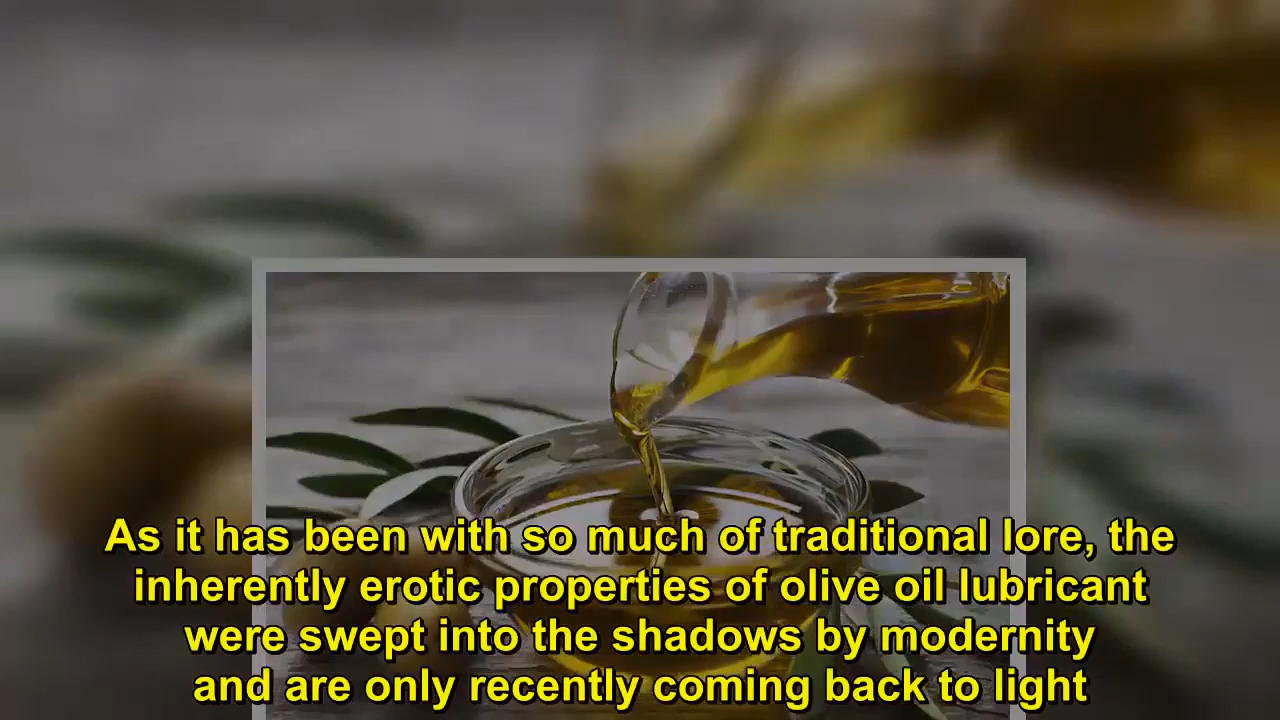 As it has been with so much of traditional lore, the
inherently erotic properties of olive oil lubricant
were swept into the shadows by modernity
and are only recently coming back to light